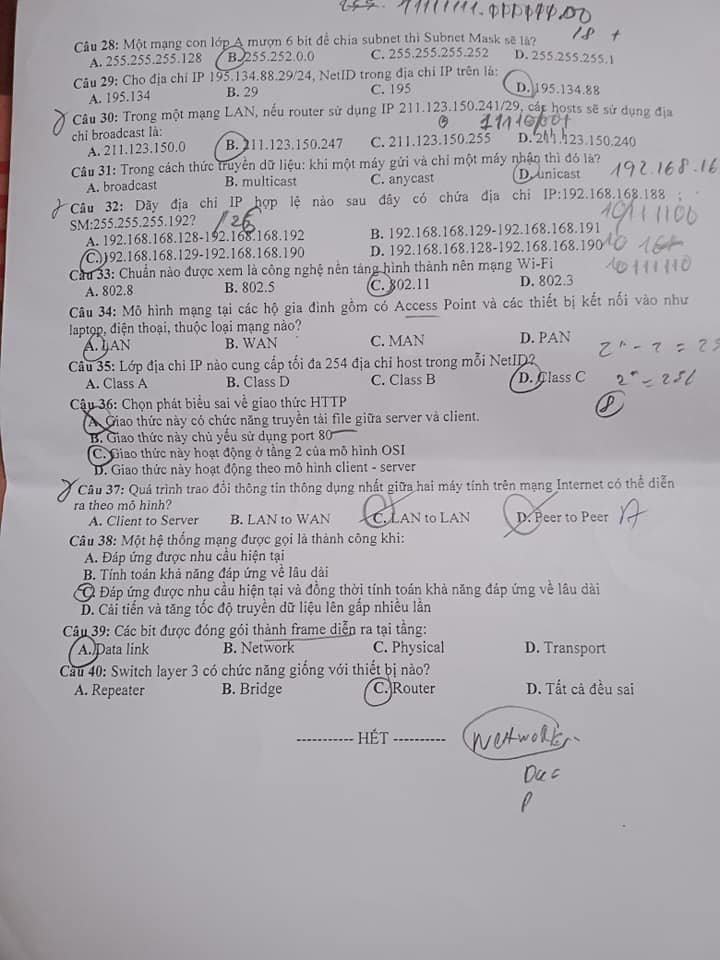 11111111.00000000
18 +
Câu 28: Một mạng con lớp A mượn 6 bit để chia subnet thì Subnet Mask sẽ là?
A. 255.255.255.128 B. 255.252.0.0 C. 255.255.255.252 D. 255.255.255.1
Câu 29: Cho địa chỉ IP 195.134.88.29/24, NetID trong địa chỉ IP trên là:
A. 195.134 B. 29 C. 195 D. 195.134.88
Câu 30: Trong một mạng LAN, nếu router sử dụng IP 211.123.150.241/29, các hosts sẽ sử dụng địa
chỉ broadcast là:
A. 211.123.150.0 B. 211.123.150.247 C. 211.123.150.255 D. 211.123.150.240
Câu 31: Trong cách thức truyền dữ liệu: khi một máy gửi và chỉ một máy nhận thì đó là?
192.168.16
A. broadcast B. multicast C. anycast D. unicast
Câu 32: Dãy địa chỉ IP hợp lệ nào sau đây có chứa địa chỉ IP:192.168.168.188 ;
SM:255.255.255.192?
10111100
A. 192.168.168.128-192.168.168.192 B. 192.168.168.129-192.168.168.191
C. 192.168.168.129-192.168.168.190 D. 192.168.168.128-192.168.168.190
10111110
Câu 33: Chuẩn nào được xem là công nghệ nền tảng hình thành nên mạng Wi-Fi
A. 802.8 B. 802.5 C. 802.11 D. 802.3
Câu 34: Mô hình mạng tại các hộ gia đình gồm có Access Point và các thiết bị kết nối vào như
laptop, điện thoại, thuộc loại mạng nào?
A. LAN B. WAN C. MAN D. PAN
2ⁿ - 2 = 25
Câu 35: Lớp địa chỉ IP nào cung cấp tối đa 254 địa chỉ host trong mỗi NetID?
A. Class A B. Class D C. Class B D. Class C
2ⁿ = 256
8
Câu 36: Chọn phát biểu sai về giao thức HTTP
A. Giao thức này có chức năng truyền tải file giữa server và client.
B. Giao thức này chủ yếu sử dụng port 80
C. Giao thức này hoạt động ở tầng 2 của mô hình OSI
D. Giao thức này hoạt động theo mô hình client - server
Câu 37: Quá trình trao đổi thông tin thông dụng nhất giữa hai máy tính trên mạng Internet có thể diễn
ra theo mô hình?
A. Client to Server B. LAN to WAN C. LAN to LAN D. Peer to Peer A
Câu 38: Một hệ thống mạng được gọi là thành công khi:
A. Đáp ứng được nhu cầu hiện tại
B. Tính toán khả năng đáp ứng về lâu dài
C. Đáp ứng được nhu cầu hiện tại và đồng thời tính toán khả năng đáp ứng về lâu dài
D. Cải tiến và tăng tốc độ truyền dữ liệu lên gấp nhiều lần
Câu 39: Các bit được đóng gói thành frame diễn ra tại tầng:
A. Data link B. Network C. Physical D. Transport
Câu 40: Switch layer 3 có chức năng giống với thiết bị nào?
A. Repeater B. Bridge C. Router D. Tất cả đều sai
----------- HẾT ----------
Network